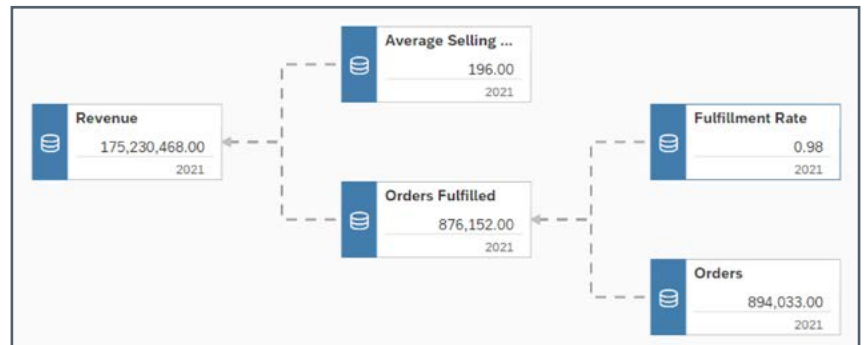 Average Selling ...
196.00
2021
Revenue
175,230,468.00
2021
Fulfillment Rate
0.98
2021
Orders Fulfilled
876,152.00
2021
Orders
894,033.00
2021